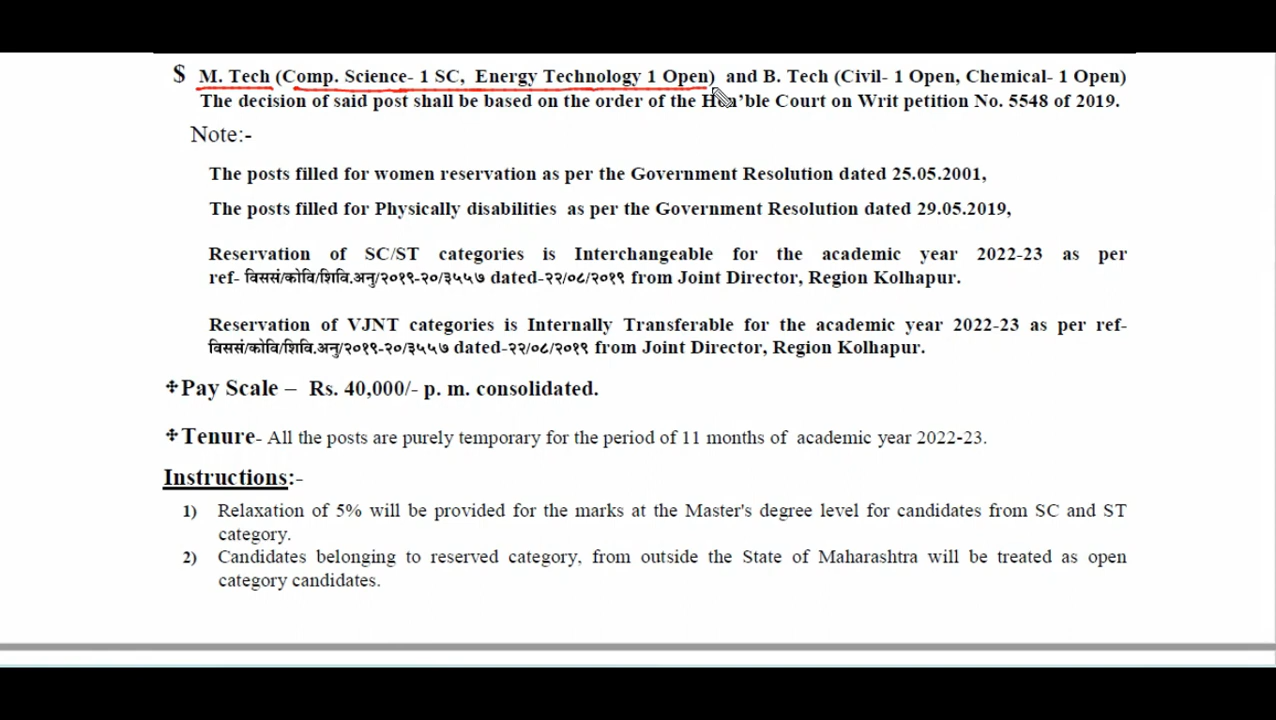 $ M. Tech (Comp. Science- 1 SC, Energy Technology 1 Open) and B. Tech (Civil- 1 Open, Chemical- 1 Open)
The decision of said post shall be based on the order of the Hon'ble Court on Writ petition No. 5548 of 2019.
Note:-
The posts filled for women reservation as per the Government Resolution dated 25.05.2001,
The posts filled for Physically disabilities as per the Government Resolution dated 29.05.2019,
Reservation of SC/ST categories is Interchangeable for the academic year 2022-23 as per
ref- विससं/कोवि/शिवि.अनु/२०१९-२०/३५५७ dated-२२/०८/२०१९ from Joint Director, Region Kolhapur.
Reservation of VJNT categories is Internally Transferable for the academic year 2022-23 as per ref-
विससं/कोवि/शिवि.अनु/२०१९-२०/३५५७ dated-२२/०८/२०१९ from Joint Director, Region Kolhapur.
✣Pay Scale – Rs. 40,000/- p. m. consolidated.
✣Tenure- All the posts are purely temporary for the period of 11 months of academic year 2022-23.
Instructions:-
1) Relaxation of 5% will be provided for the marks at the Master's degree level for candidates from SC and ST
category.
2) Candidates belonging to reserved category, from outside the State of Maharashtra will be treated as open
category candidates.